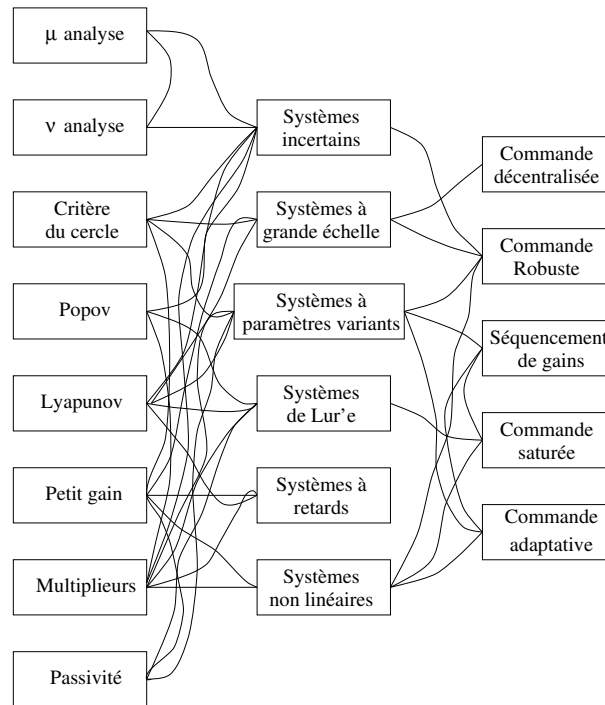 μ analyse
ν analyse
Critère
du cercle
Popov
Lyapunov
Petit gain
Multiplieurs
Passivité
Systèmes
incertains
Systèmes à
grande échelle
Systèmes à
paramètres variants
Systèmes
de Lur'e
Systèmes à
retards
Systèmes
non linéaires
Commande
décentralisée
Commande
Robuste
Séquencement
de gains
Commande
saturée
Commande
adaptative